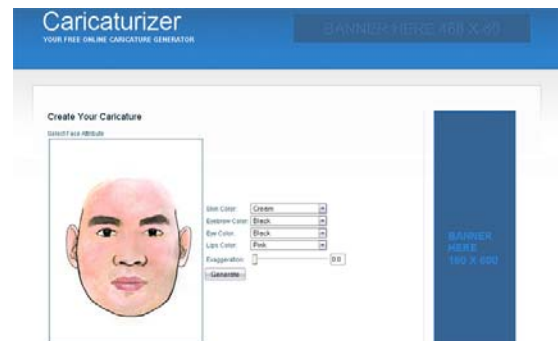 Caricaturizer
YOUR FREE ONLINE CARICATURE GENERATOR
BANNER HERE 468 X 60
Create Your Caricature
Select Face Attribute
Skin Color: Cream
Eyebrow Color: Black
Eye Color: Black
Lips Color: Pink
Exaggeration: 0.0
Generate
BANNER
HERE
160 X 600